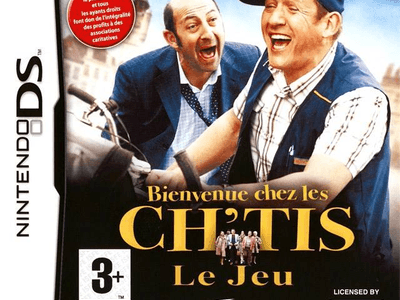 et tous
les ayants droits
font don de l'intégralité
des profits à des
associations
caritatives
NINTENDO DS
Bienvenue chez les
CH'TIS
Le Jeu
3+
LICENSED BY